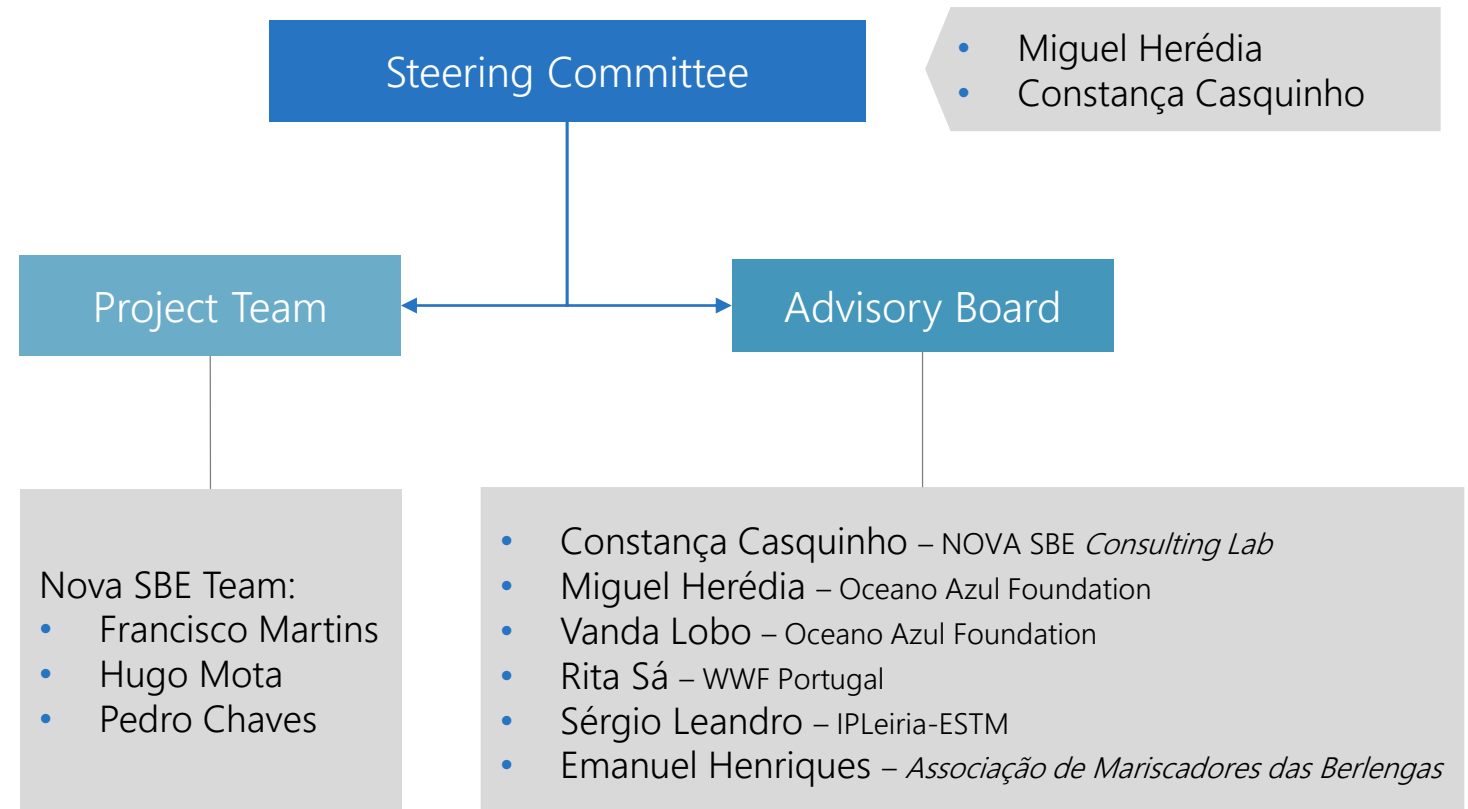 Steering Committee
• Miguel Herédia
• Constança Casquinho
Project Team
Advisory Board
Nova SBE Team:
• Francisco Martins
• Hugo Mota
• Pedro Chaves
• Constança Casquinho – NOVA SBE Consulting Lab
• Miguel Herédia – Oceano Azul Foundation
• Vanda Lobo – Oceano Azul Foundation
• Rita Sá – WWF Portugal
• Sérgio Leandro – IPLeiria-ESTM
• Emanuel Henriques – Associação de Mariscadores das Berlengas